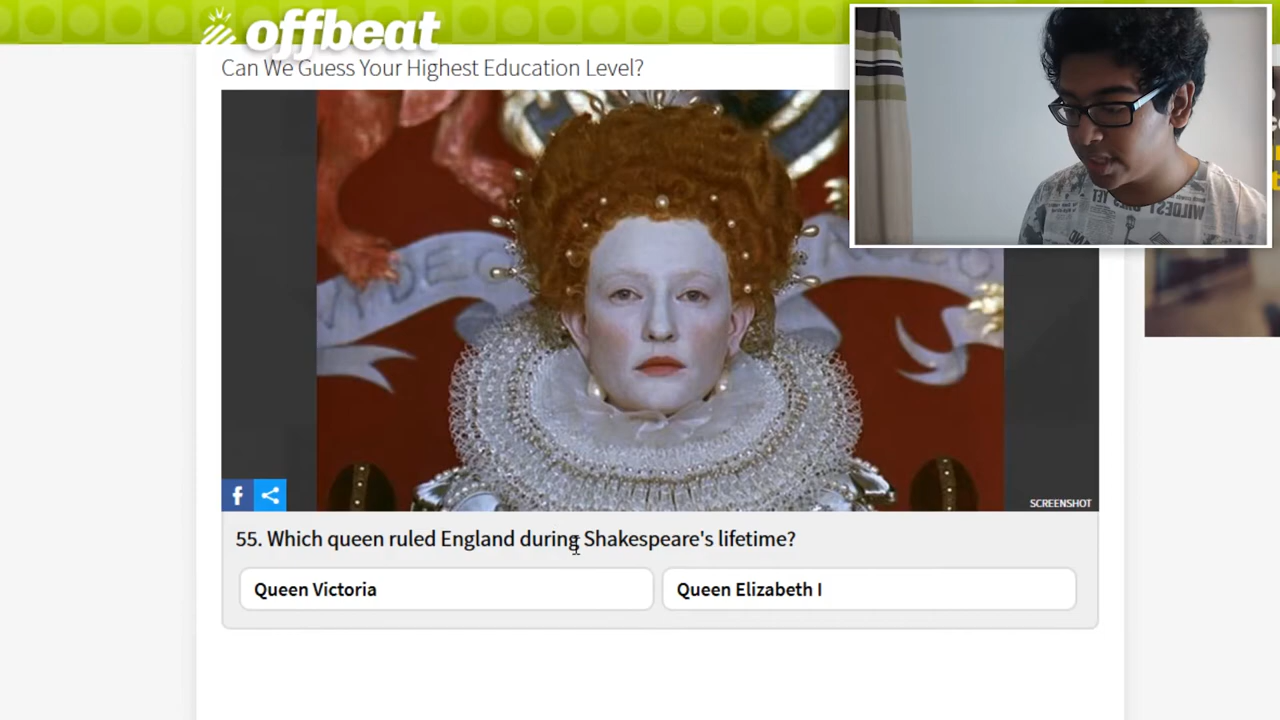 offbeat
Can We Guess Your Highest Education Level?
SCREENSHOT
55. Which queen ruled England during Shakespeare's lifetime?
Queen Victoria
Queen Elizabeth I